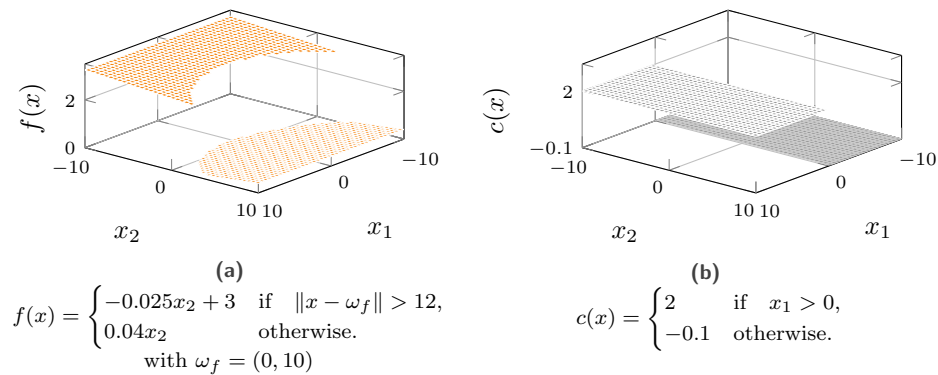 f(x)
2
0
−10
0
10
10
0
−10
x₂
x₁
(a)
f(x) = { −0.025x₂ + 3 if ‖x − ω_f‖ > 12,
0.04x₂ otherwise.
with ω_f = (0, 10)
c(x)
2
−0.1
−10
0
10
10
0
−10
x₂
x₁
(b)
c(x) = { 2 if x₁ > 0,
−0.1 otherwise.